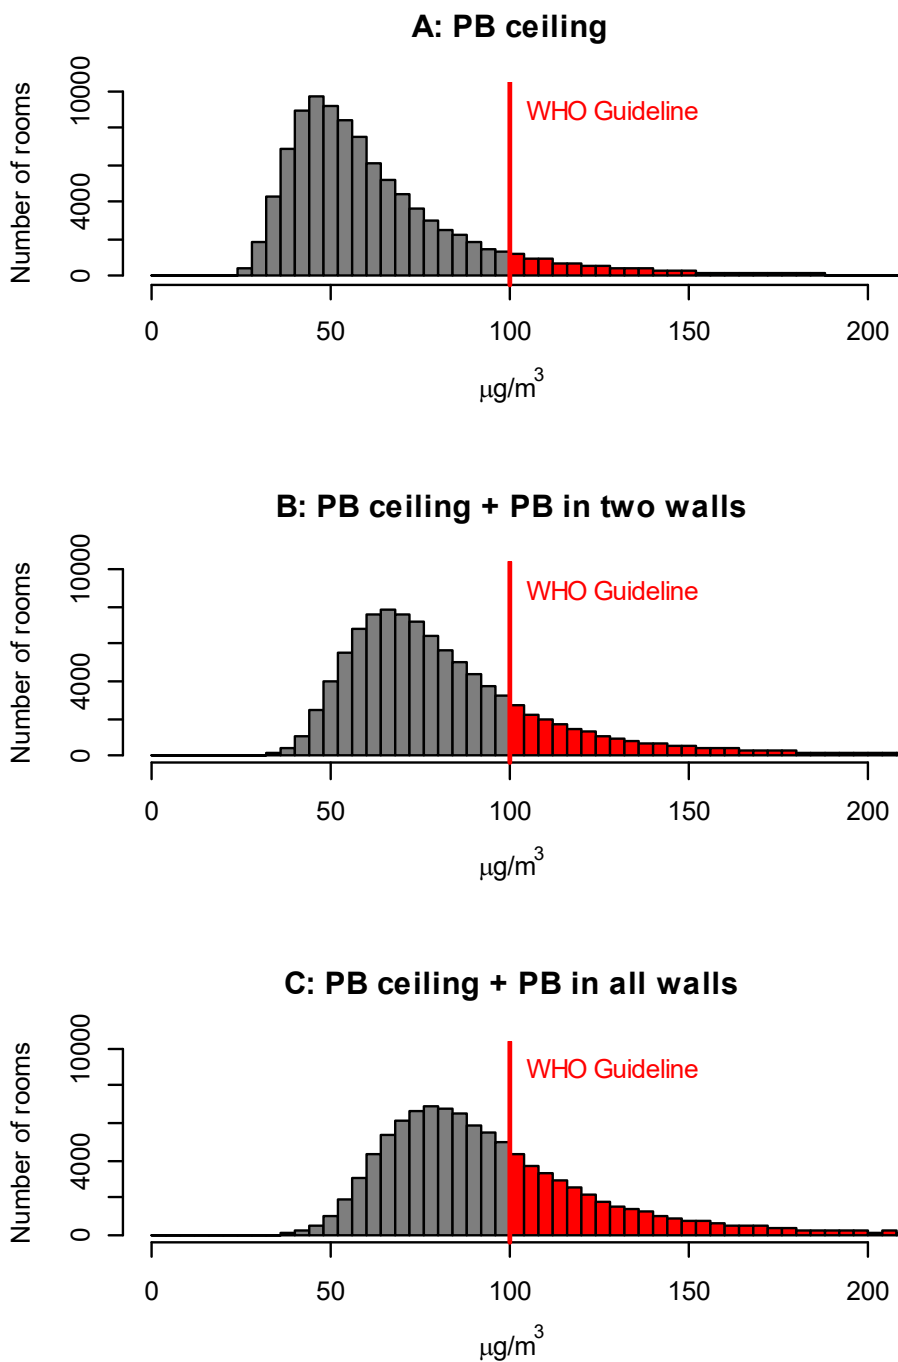 A: PB ceiling
Number of rooms
10000
4000
0
WHO Guideline
0 50 100 150 200
μg/m³
B: PB ceiling + PB in two walls
Number of rooms
10000
4000
0
WHO Guideline
0 50 100 150 200
μg/m³
C: PB ceiling + PB in all walls
Number of rooms
10000
4000
0
WHO Guideline
0 50 100 150 200
μg/m³